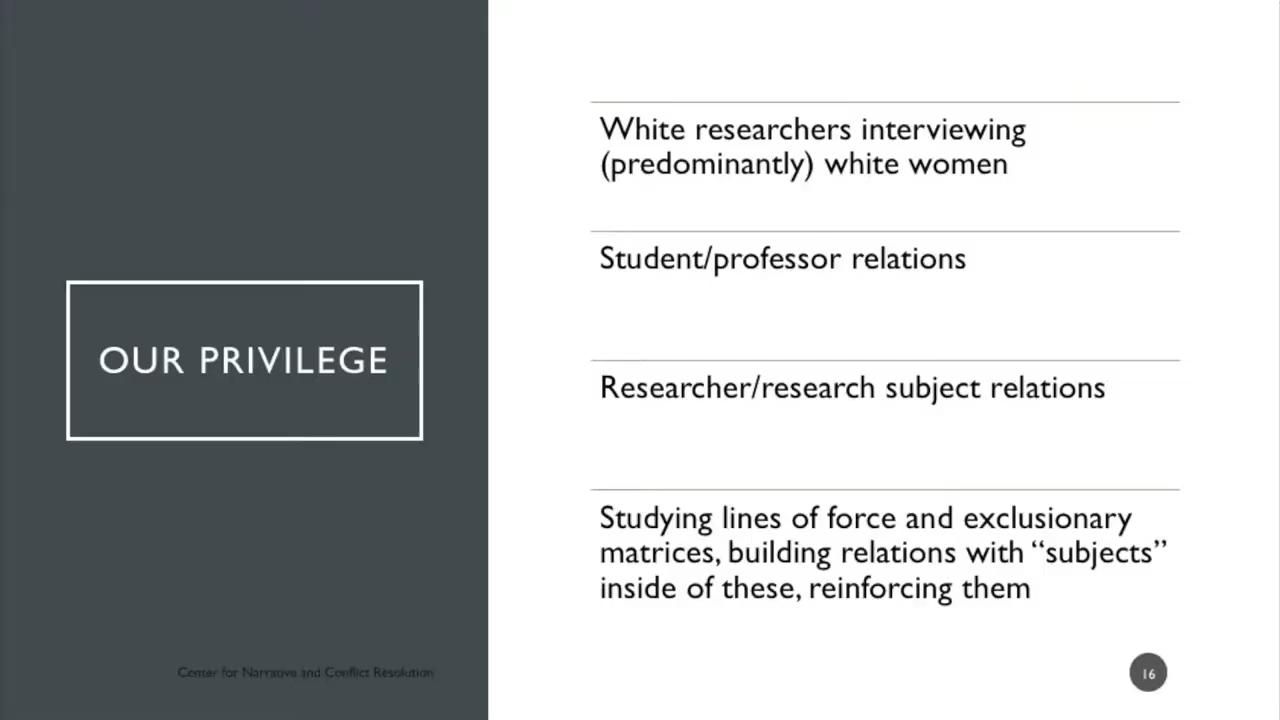 OUR PRIVILEGE
White researchers interviewing
(predominantly) white women
Student/professor relations
Researcher/research subject relations
Studying lines of force and exclusionary
matrices, building relations with “subjects”
inside of these, reinforcing them
Center for Narrative and Conflict Resolution
16